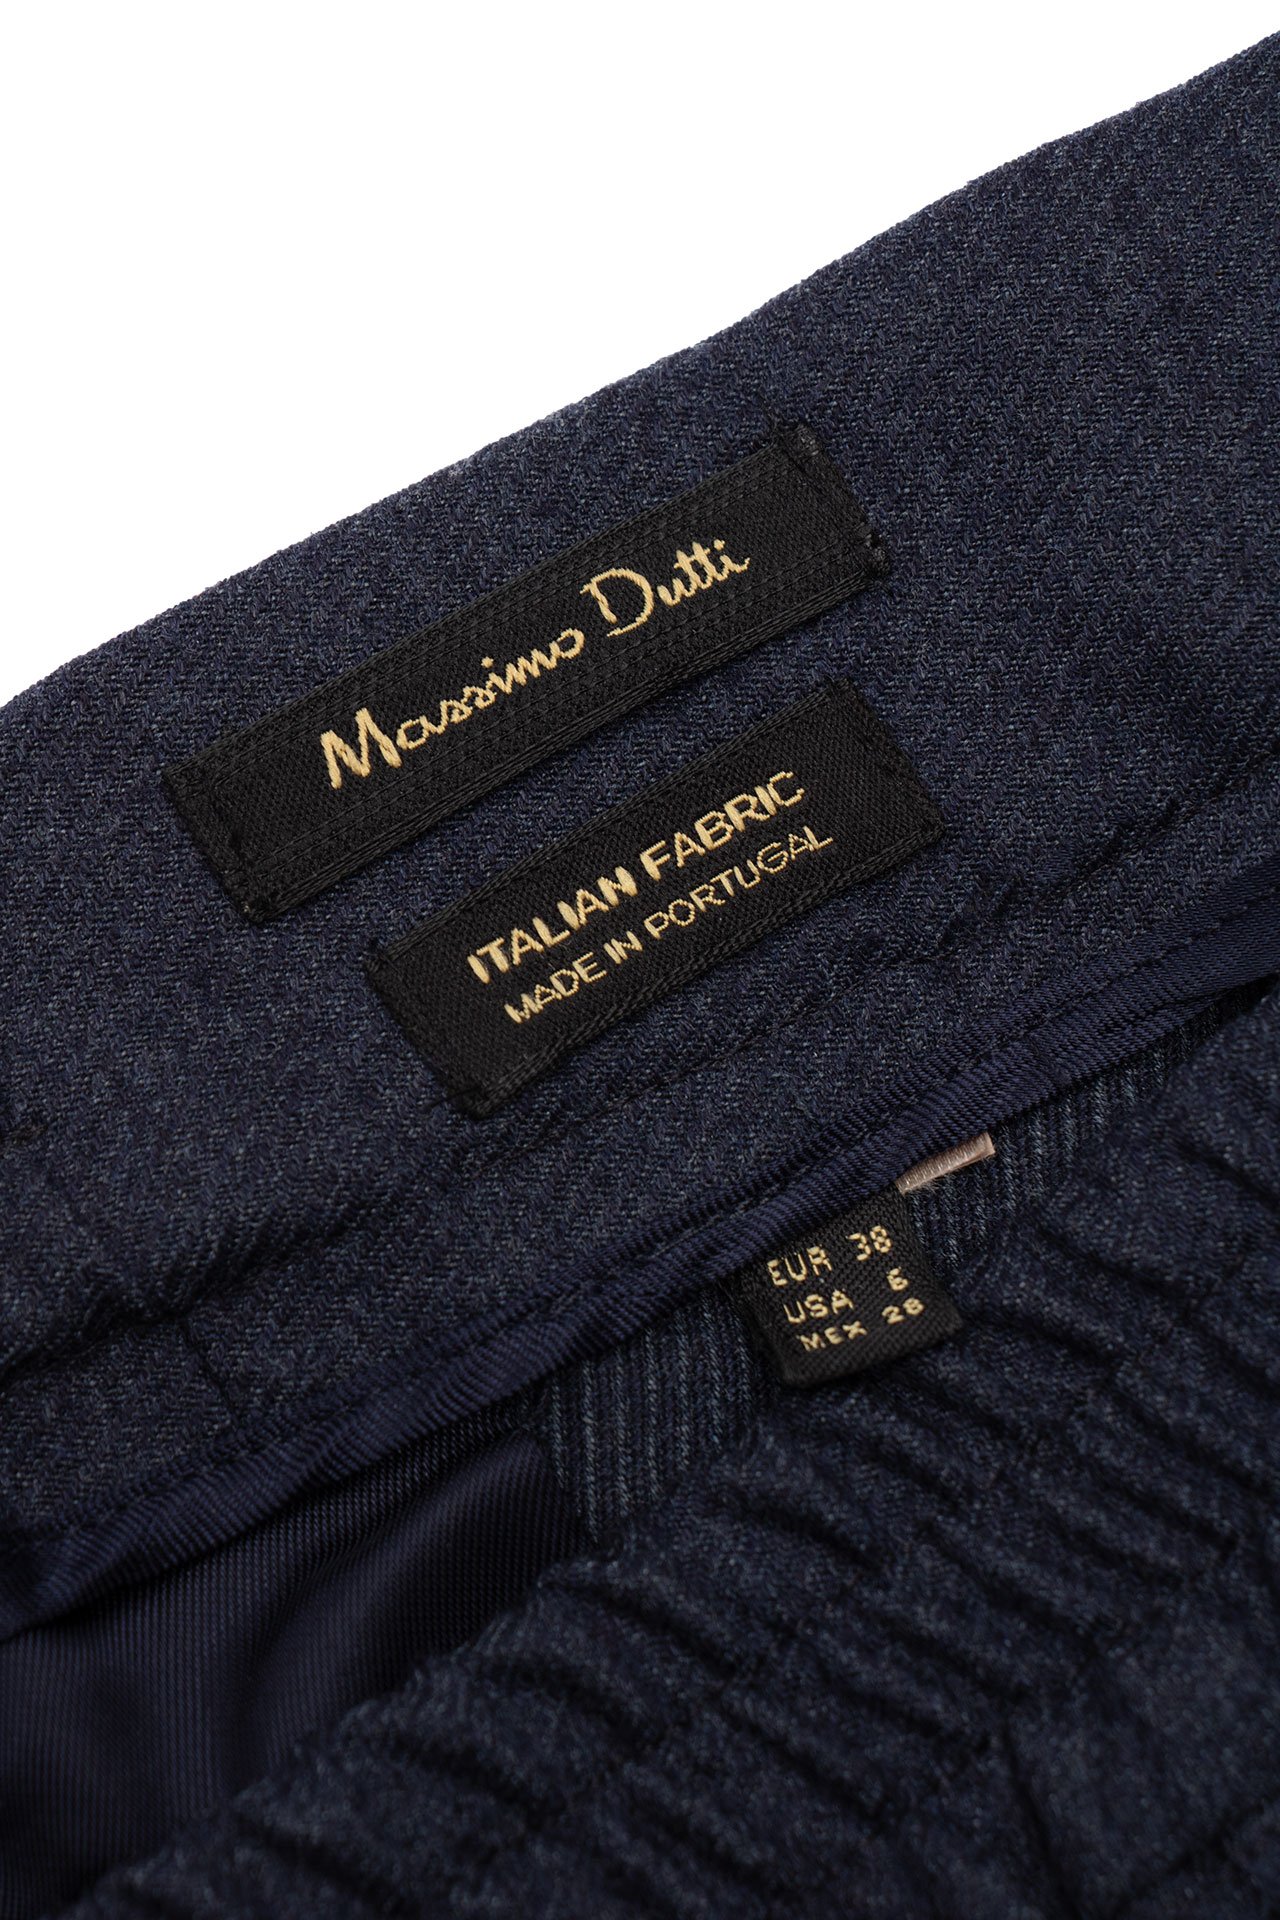 Massimo Dutti
ITALIAN FABRIC
MADE IN PORTUGAL
EUR 38
USA 6
MEX 28